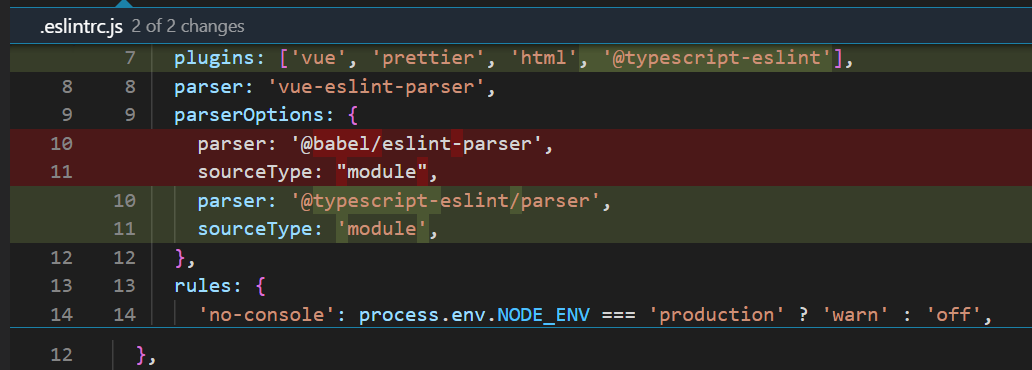 .eslintrc.js 2 of 2 changes
7 plugins: ['vue', 'prettier', 'html', '@typescript-eslint'],
8 8 parser: 'vue-eslint-parser',
9 9 parserOptions: {
10 parser: '@babel/eslint-parser',
11 sourceType: "module",
10 parser: '@typescript-eslint/parser',
11 sourceType: 'module',
12 12 },
13 13 rules: {
14 14 'no-console': process.env.NODE_ENV === 'production' ? 'warn' : 'off',
12 },